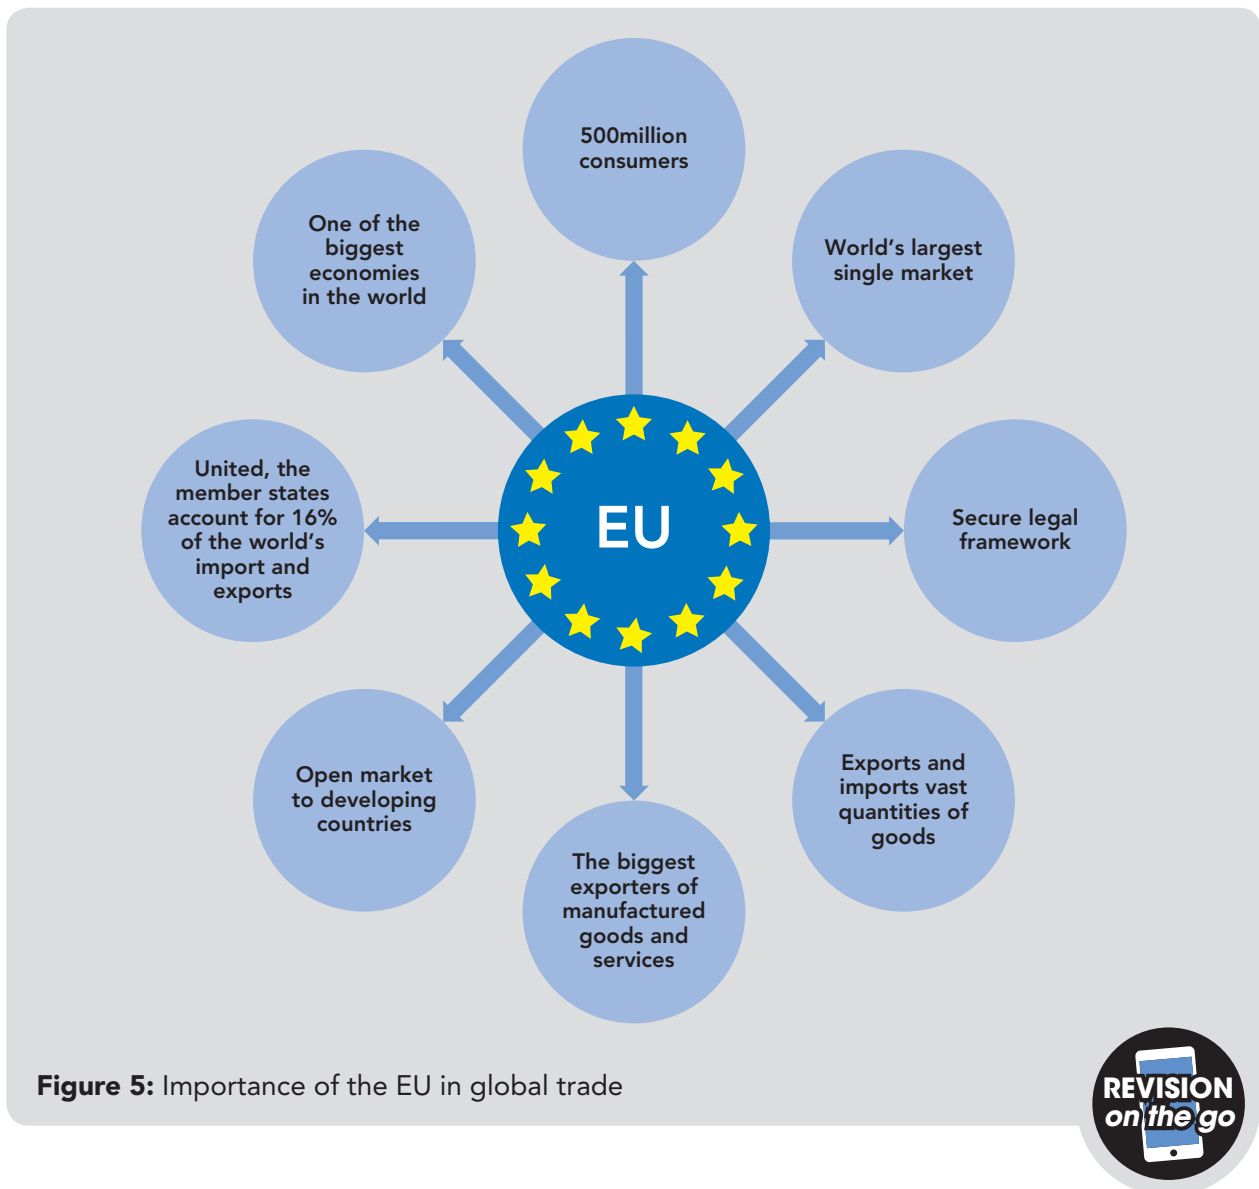 500million
consumers
World's largest
single market
Secure legal
framework
Exports and
imports vast
quantities of
goods
The biggest
exporters of
manufactured
goods and
services
Open market
to developing
countries
United, the
member states
account for 16%
of the world's
import and
exports
One of the
biggest
economies
in the world
EU
Figure 5: Importance of the EU in global trade
REVISION
on the go